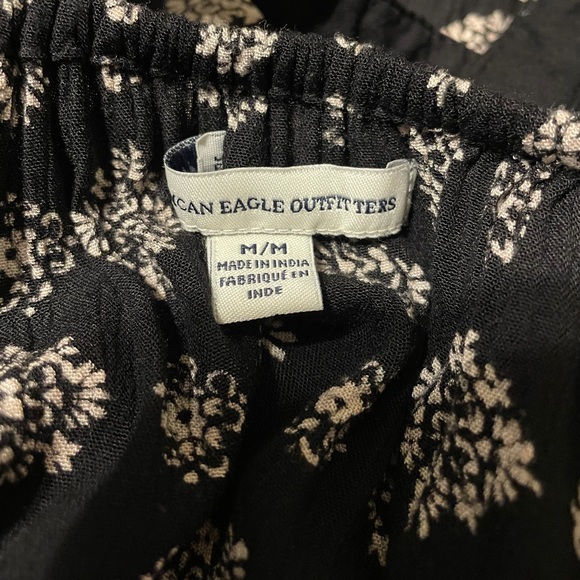 ICAN EAGLE OUTFITTERS
M/M
MADE IN INDIA
FABRIQUÉ EN
INDE